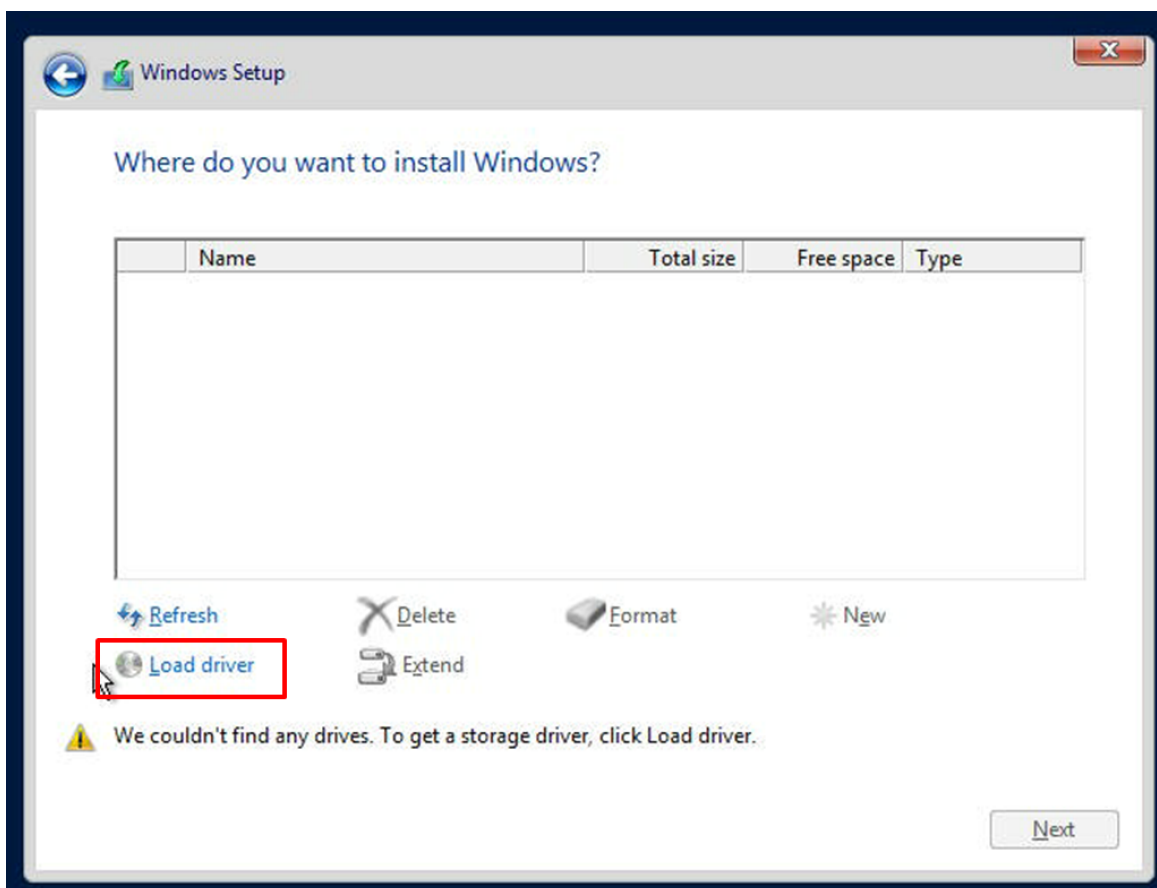 Windows Setup
Where do you want to install Windows?
Name Total size Free space Type
Refresh Delete Format New
Load driver Extend
We couldn't find any drives. To get a storage driver, click Load driver.
Next